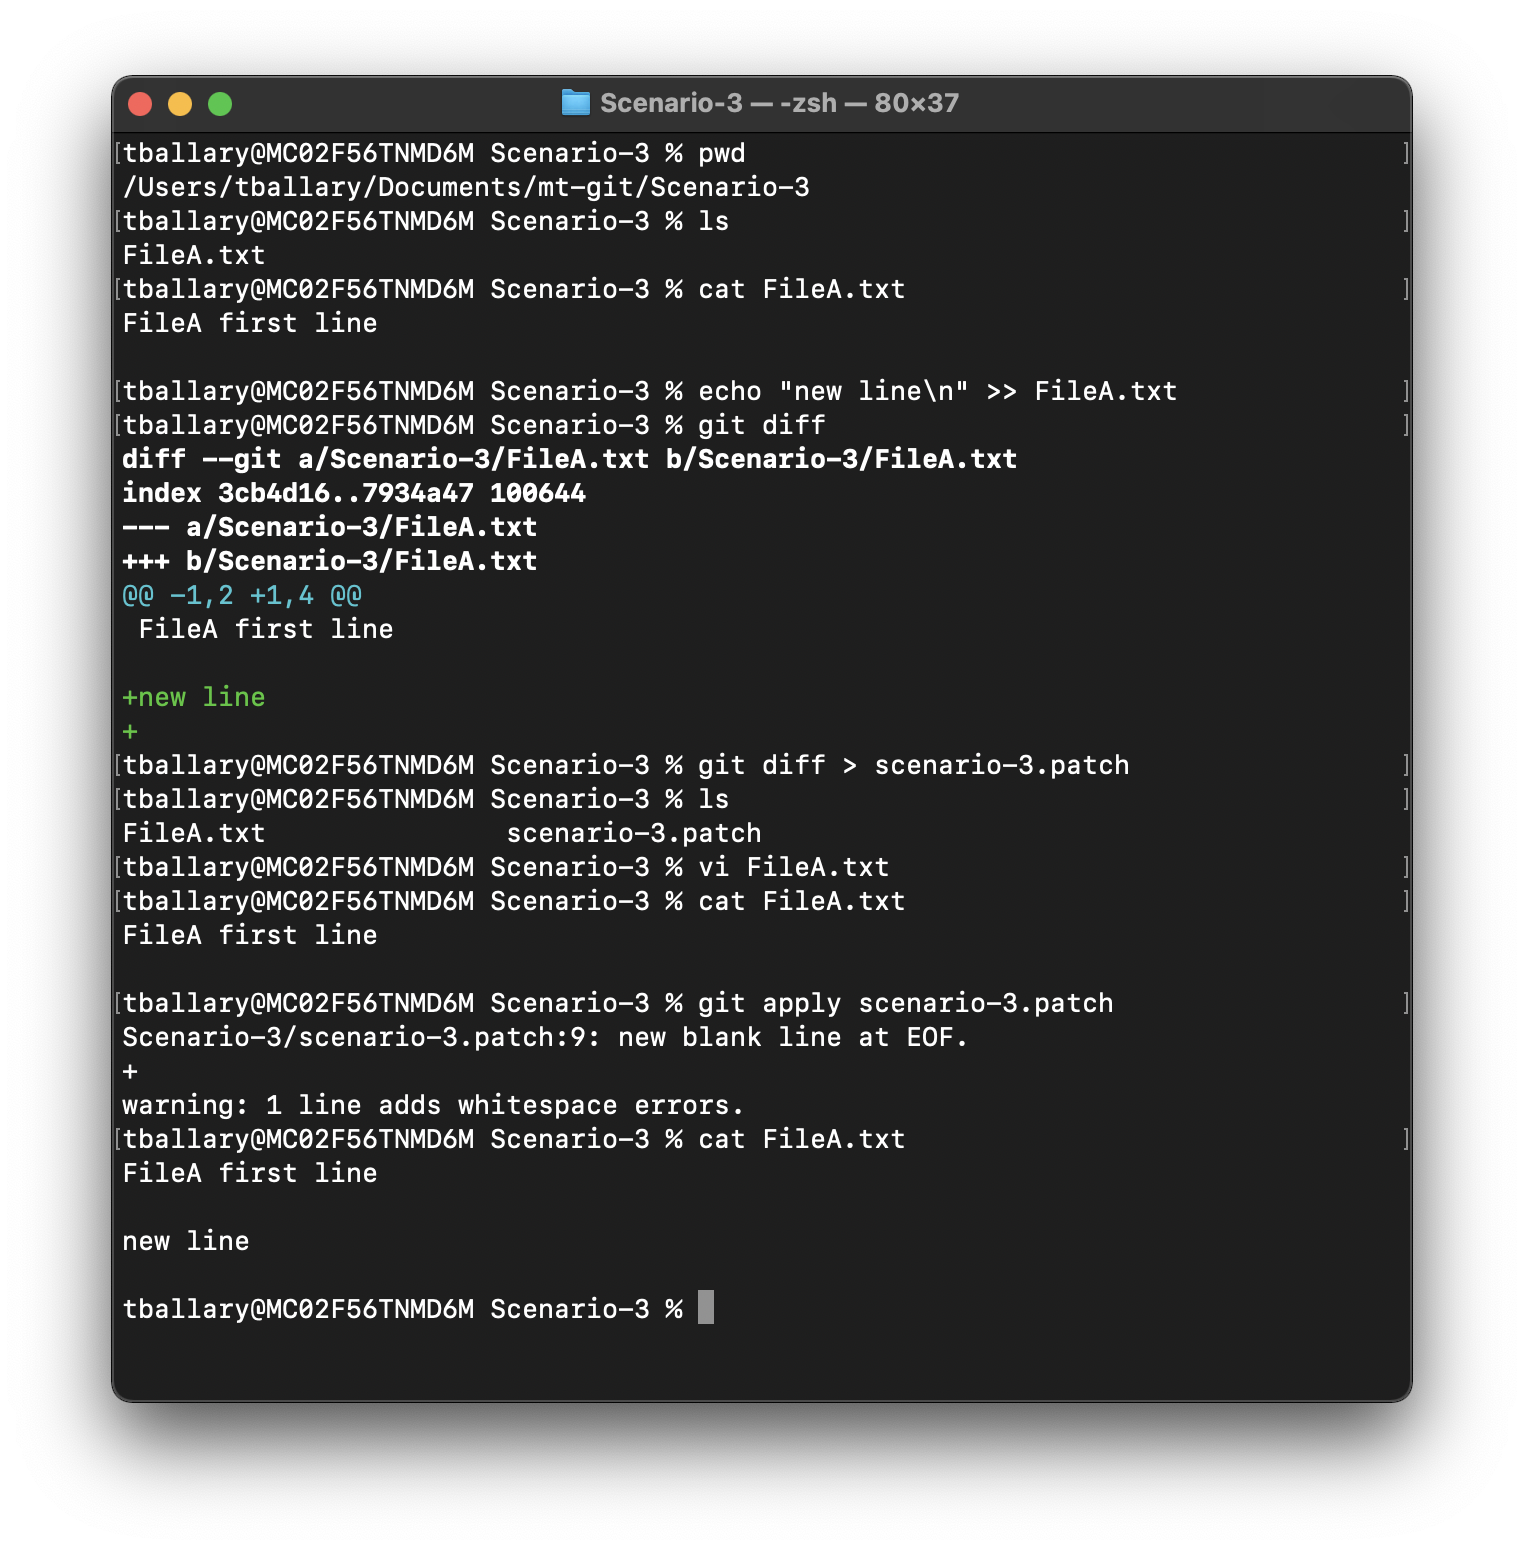 Scenario-3 — -zsh — 80×37
[tballary@MC02F56TNMD6M Scenario-3 % pwd ]
/Users/tballary/Documents/mt-git/Scenario-3
[tballary@MC02F56TNMD6M Scenario-3 % ls ]
FileA.txt
[tballary@MC02F56TNMD6M Scenario-3 % cat FileA.txt ]
FileA first line
[tballary@MC02F56TNMD6M Scenario-3 % echo "new line\n" >> FileA.txt ]
[tballary@MC02F56TNMD6M Scenario-3 % git diff ]
diff --git a/Scenario-3/FileA.txt b/Scenario-3/FileA.txt
index 3cb4d16..7934a47 100644
--- a/Scenario-3/FileA.txt
+++ b/Scenario-3/FileA.txt
@@ -1,2 +1,4 @@
 FileA first line
+new line
+
[tballary@MC02F56TNMD6M Scenario-3 % git diff > scenario-3.patch ]
[tballary@MC02F56TNMD6M Scenario-3 % ls ]
FileA.txt               scenario-3.patch
[tballary@MC02F56TNMD6M Scenario-3 % vi FileA.txt ]
[tballary@MC02F56TNMD6M Scenario-3 % cat FileA.txt ]
FileA first line
[tballary@MC02F56TNMD6M Scenario-3 % git apply scenario-3.patch ]
Scenario-3/scenario-3.patch:9: new blank line at EOF.
+
warning: 1 line adds whitespace errors.
[tballary@MC02F56TNMD6M Scenario-3 % cat FileA.txt ]
FileA first line
new line
tballary@MC02F56TNMD6M Scenario-3 %